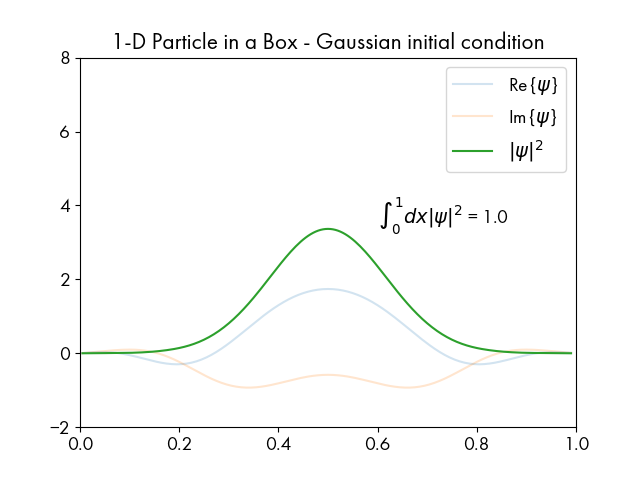 1-D Particle in a Box - Gaussian initial condition
8
Re{ψ}
Im{ψ}
|ψ|²
6
4
∫₀¹dx|ψ|² = 1.0
2
0
−2
0.0 0.2 0.4 0.6 0.8 1.0